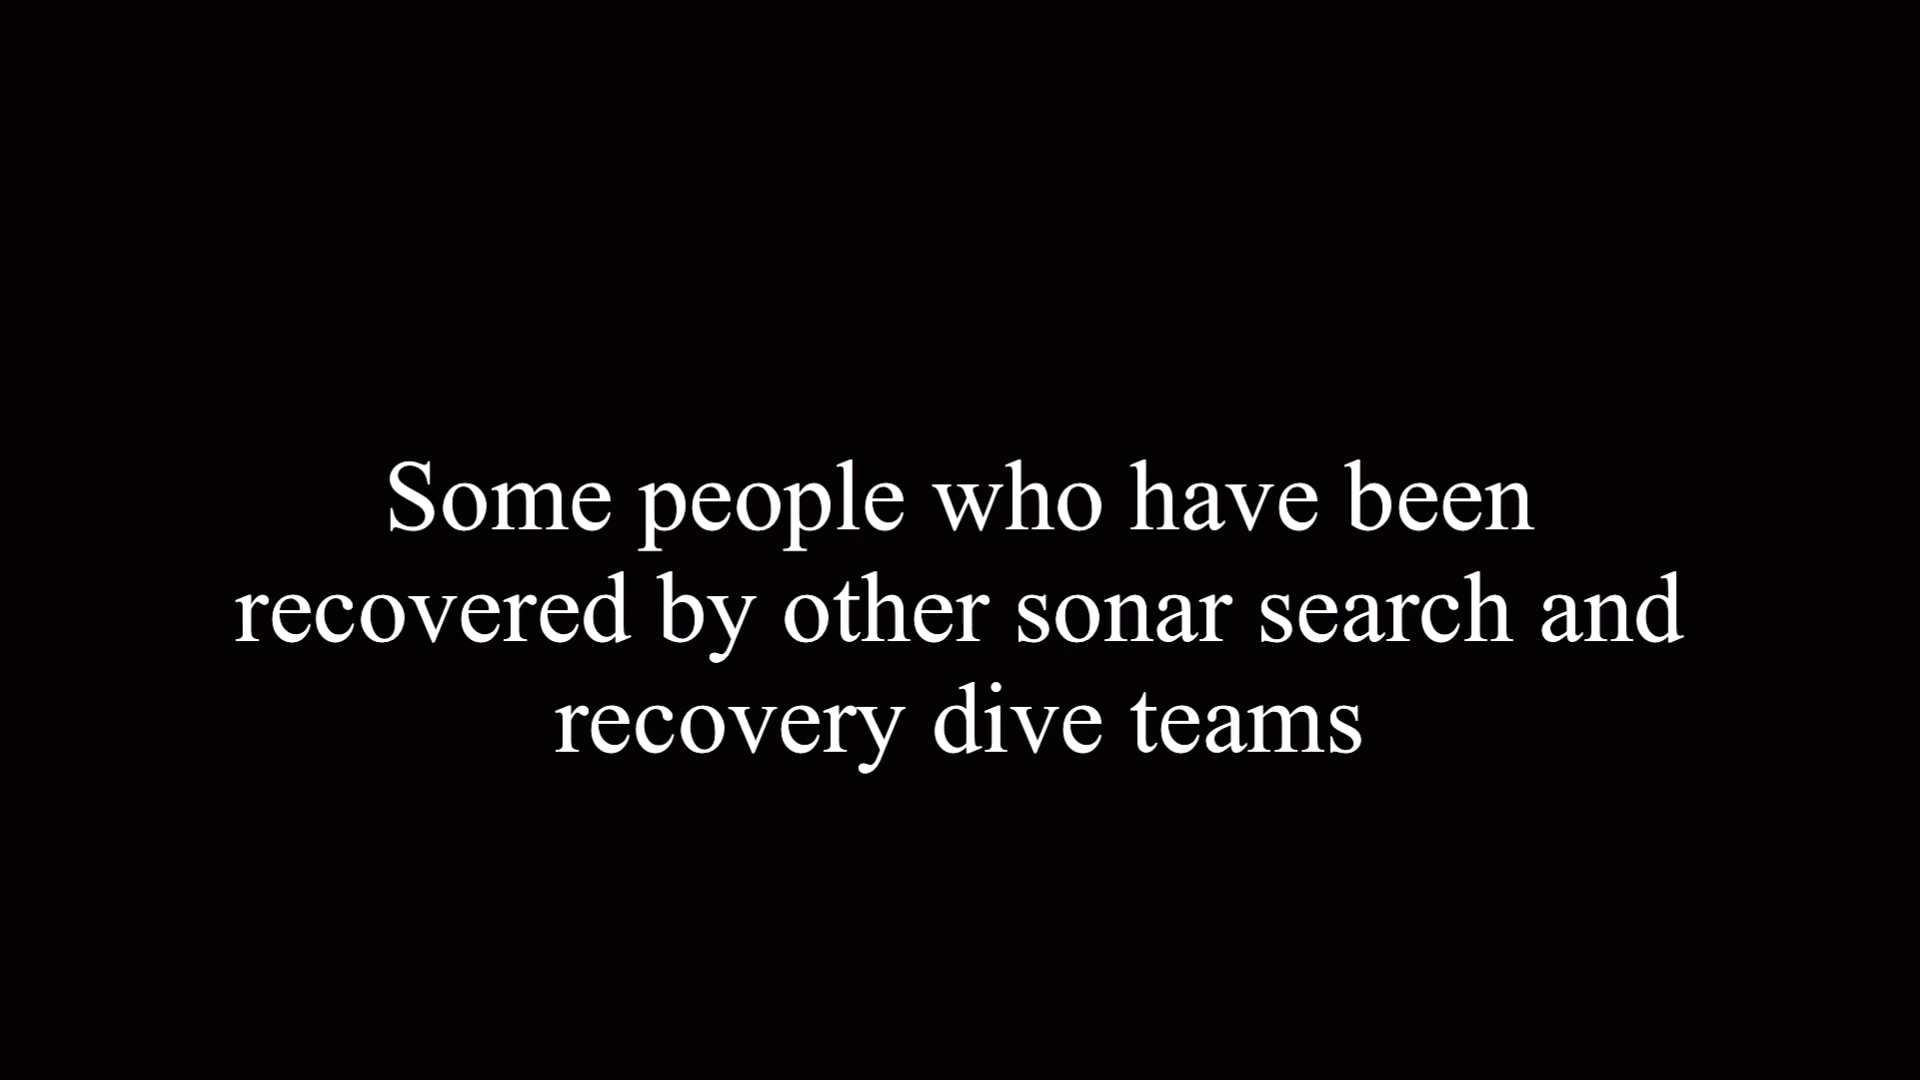 Some people who have been
recovered by other sonar search and
recovery dive teams